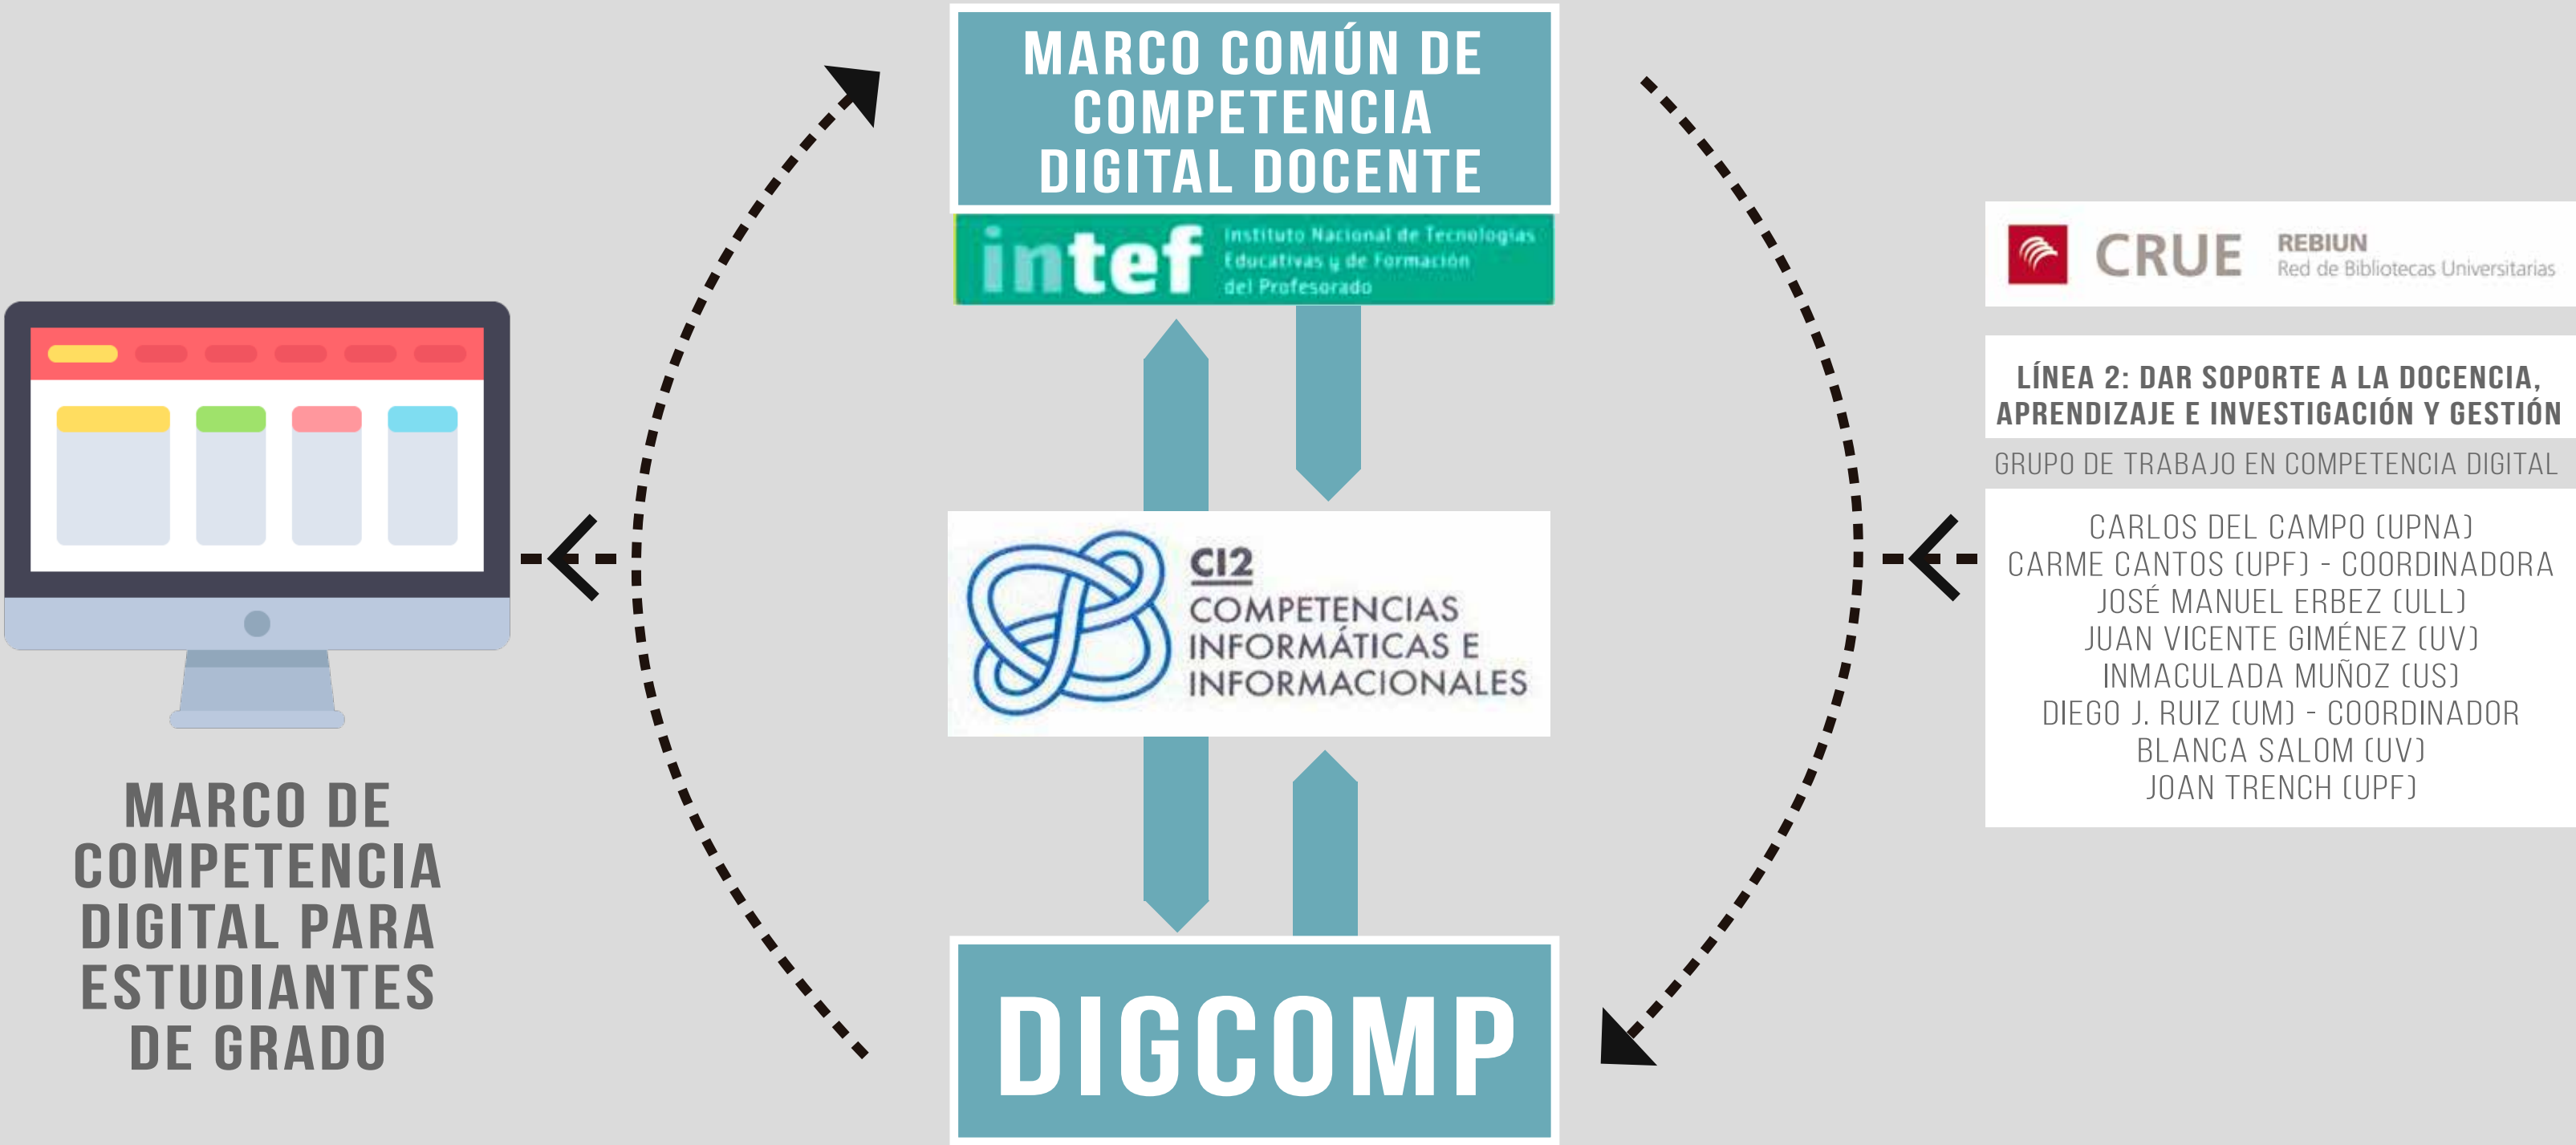 MARCO COMÚN DE
COMPETENCIA
DIGITAL DOCENTE
intef
Instituto Nacional de Tecnologías
Educativas y de Formación
del Profesorado
CI2
COMPETENCIAS
INFORMÁTICAS E
INFORMACIONALES
DIGCOMP
MARCO DE
COMPETENCIA
DIGITAL PARA
ESTUDIANTES
DE GRADO
CRUE
REBIUN
Red de Bibliotecas Universitarias
LÍNEA 2: DAR SOPORTE A LA DOCENCIA,
APRENDIZAJE E INVESTIGACIÓN Y GESTIÓN
GRUPO DE TRABAJO EN COMPETENCIA DIGITAL
CARLOS DEL CAMPO (UPNA)
CARME CANTOS (UPF) - COORDINADORA
JOSÉ MANUEL ERBEZ (ULL)
JUAN VICENTE GIMÉNEZ (UV)
INMACULADA MUÑOZ (US)
DIEGO J. RUIZ (UM) - COORDINADOR
BLANCA SALOM (UV)
JOAN TRENCH (UPF)